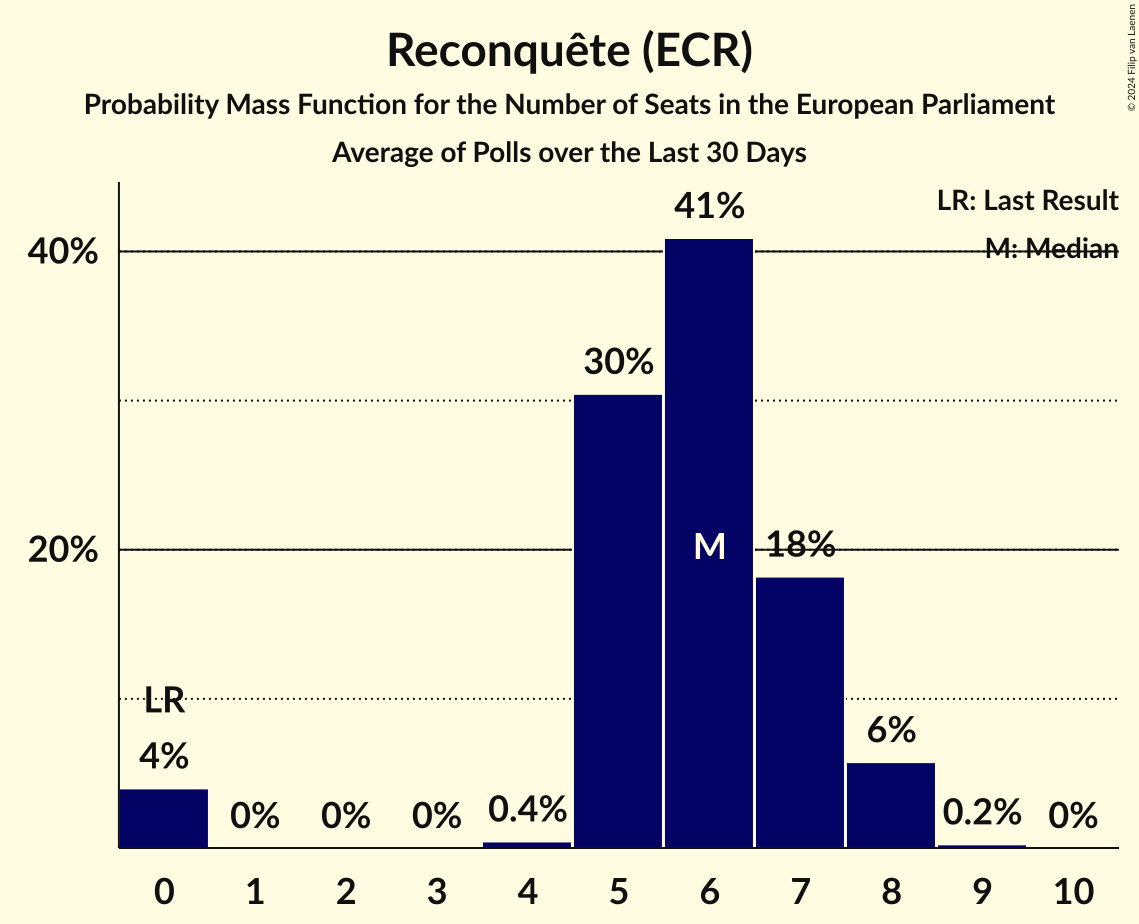 Reconquête (ECR)
Probability Mass Function for the Number of Seats in the European Parliament
Average of Polls over the Last 30 Days
© 2024 Filip van Laenen
LR: Last Result
M: Median
41%
40%
30%
M
18%
20%
LR
4%
0%
0%
0%
0.4%
6%
0.2%
0%
0 1 2 3 4 5 6 7 8 9 10